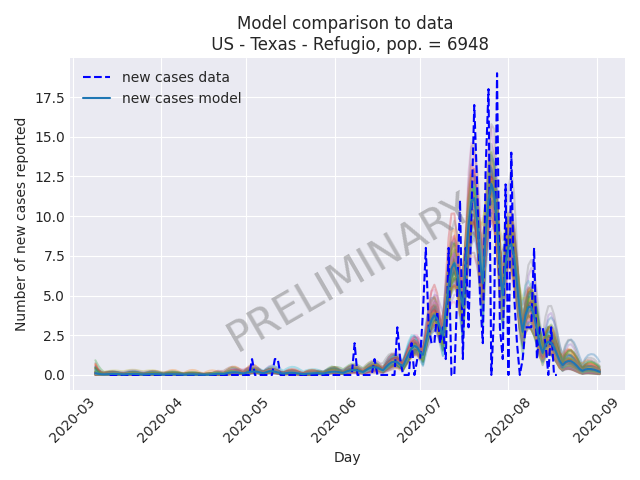 Model comparison to data
US - Texas - Refugio, pop. = 6948
new cases data
new cases model
Number of new cases reported
17.5
15.0
12.5
10.0
7.5
5.0
2.5
0.0
PRELIMINARY
2020-03
2020-04
2020-05
2020-06
2020-07
2020-08
2020-09
Day